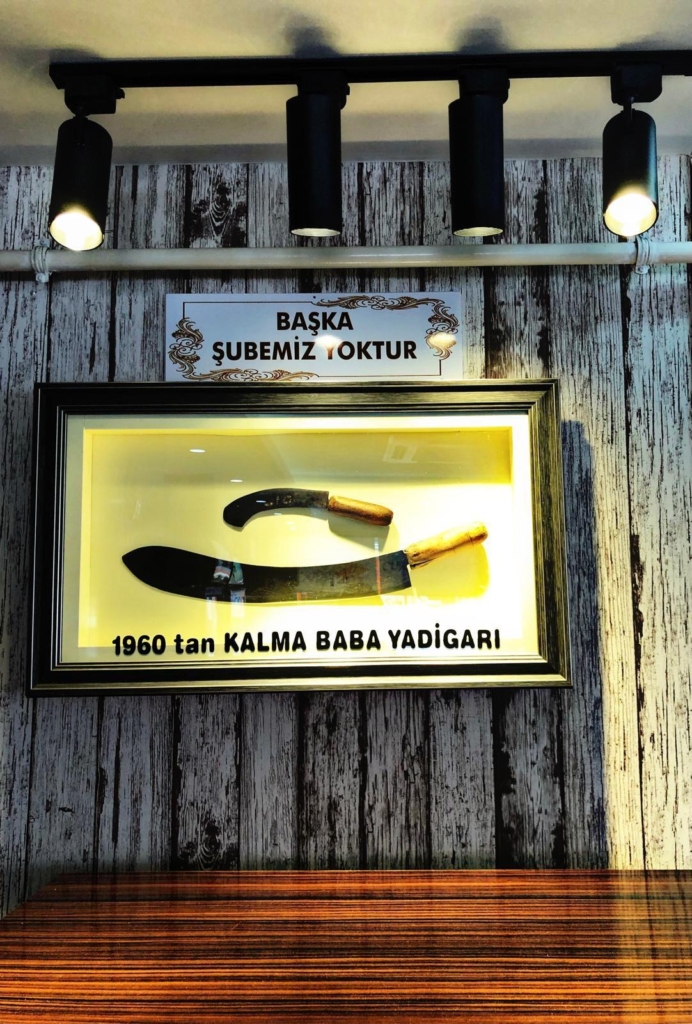 BAŞKA
ŞUBEMİZ YOKTUR
1960 tan KALMA BABA YADİGARI